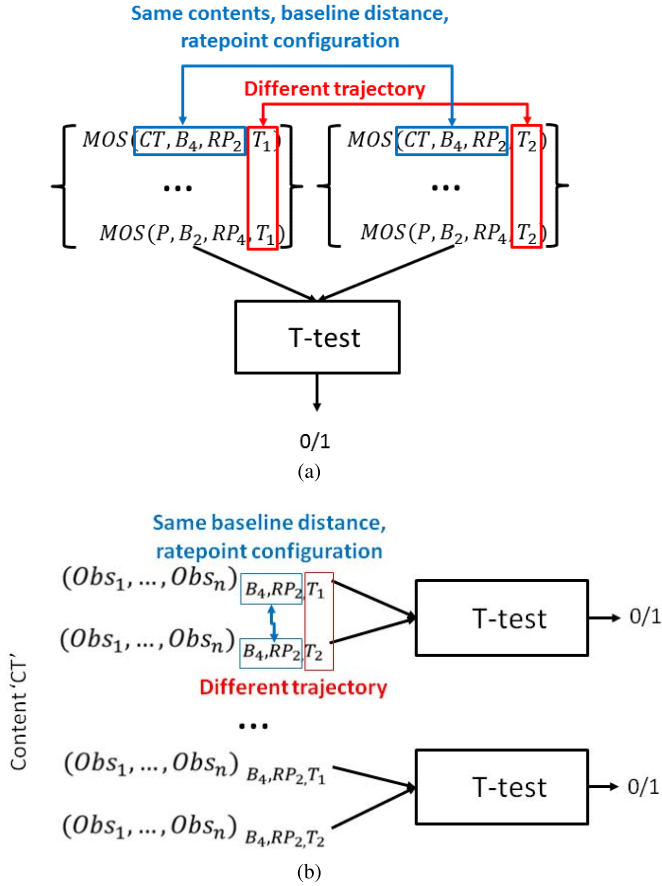 Same contents, baseline distance,
ratepoint configuration
Different trajectory
MOS(CT, B₄, RP₂, T₁) MOS(CT, B₄, RP₂, T₂)
... ...
MOS(P, B₂, RP₄, T₁) MOS(P, B₂, RP₄, T₂)
T-test
0/1
(a)
Same baseline distance,
ratepoint configuration
(Obs₁, ..., Obsₙ) B₄,RP₂,T₁
T-test 0/1
(Obs₁, ..., Obsₙ) B₄,RP₂,T₂
Different trajectory
Content 'CT'
...
(Obs₁, ..., Obsₙ) B₄,RP₂,T₁
T-test 0/1
(Obs₁, ..., Obsₙ) B₄,RP₂,T₂
(b)